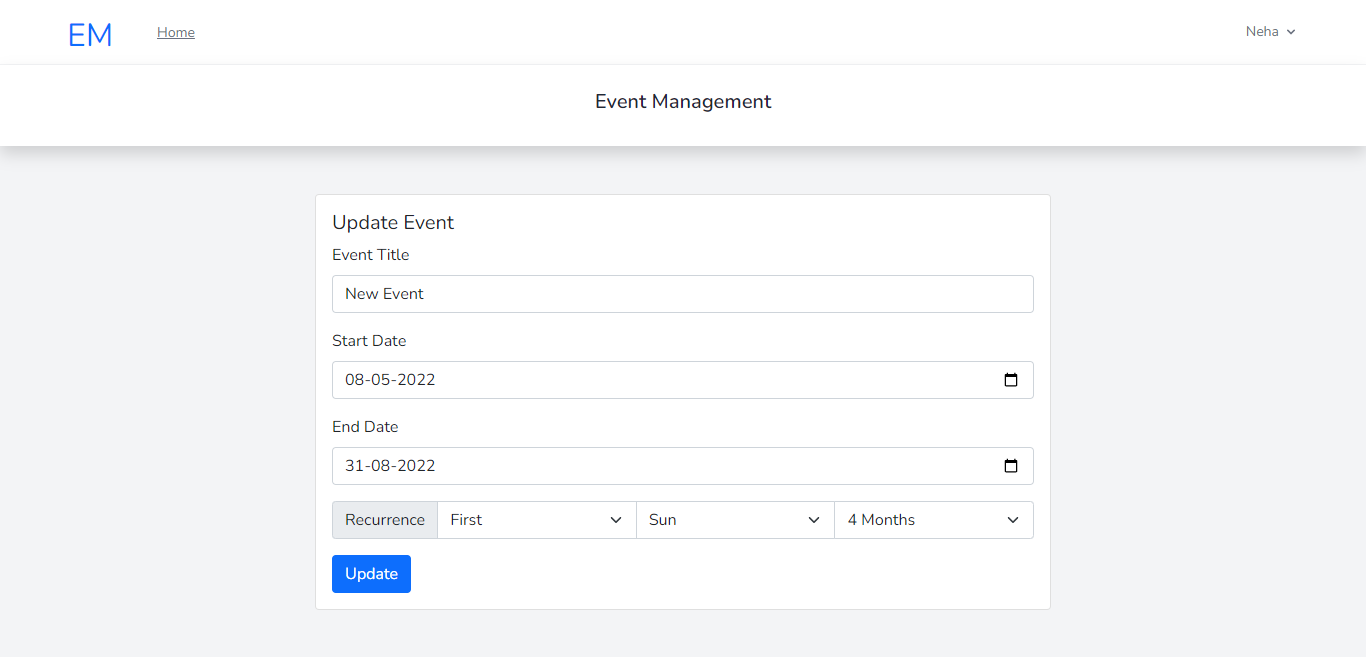 EM Home Neha
Event Management
Update Event
Event Title
New Event
Start Date
08-05-2022
End Date
31-08-2022
Recurrence First Sun 4 Months
Update